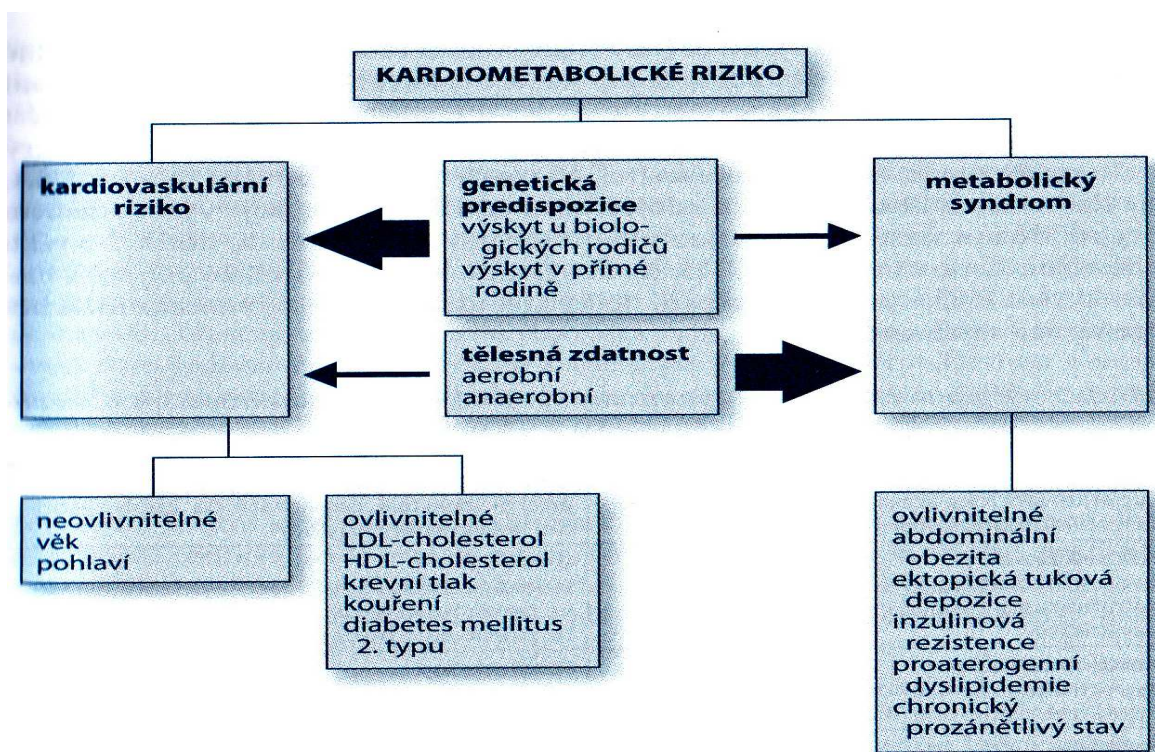 KARDIOMETABOLICKÉ RIZIKO
kardiovaskulární
riziko
genetická
predispozice
výskyt u biolo-
gických rodičů
výskyt v přímé
rodině
tělesná zdatnost
aerobní
anaerobní
metabolický
syndrom
neovlivnitelné
věk
pohlaví
ovlivnitelné
LDL-cholesterol
HDL-cholesterol
krevní tlak
kouření
diabetes mellitus
2. typu
ovlivnitelné
abdominální
obezita
ektopická tuková
depozice
inzulinová
rezistence
proaterogenní
dyslipidemie
chronický
prozánětlivý stav